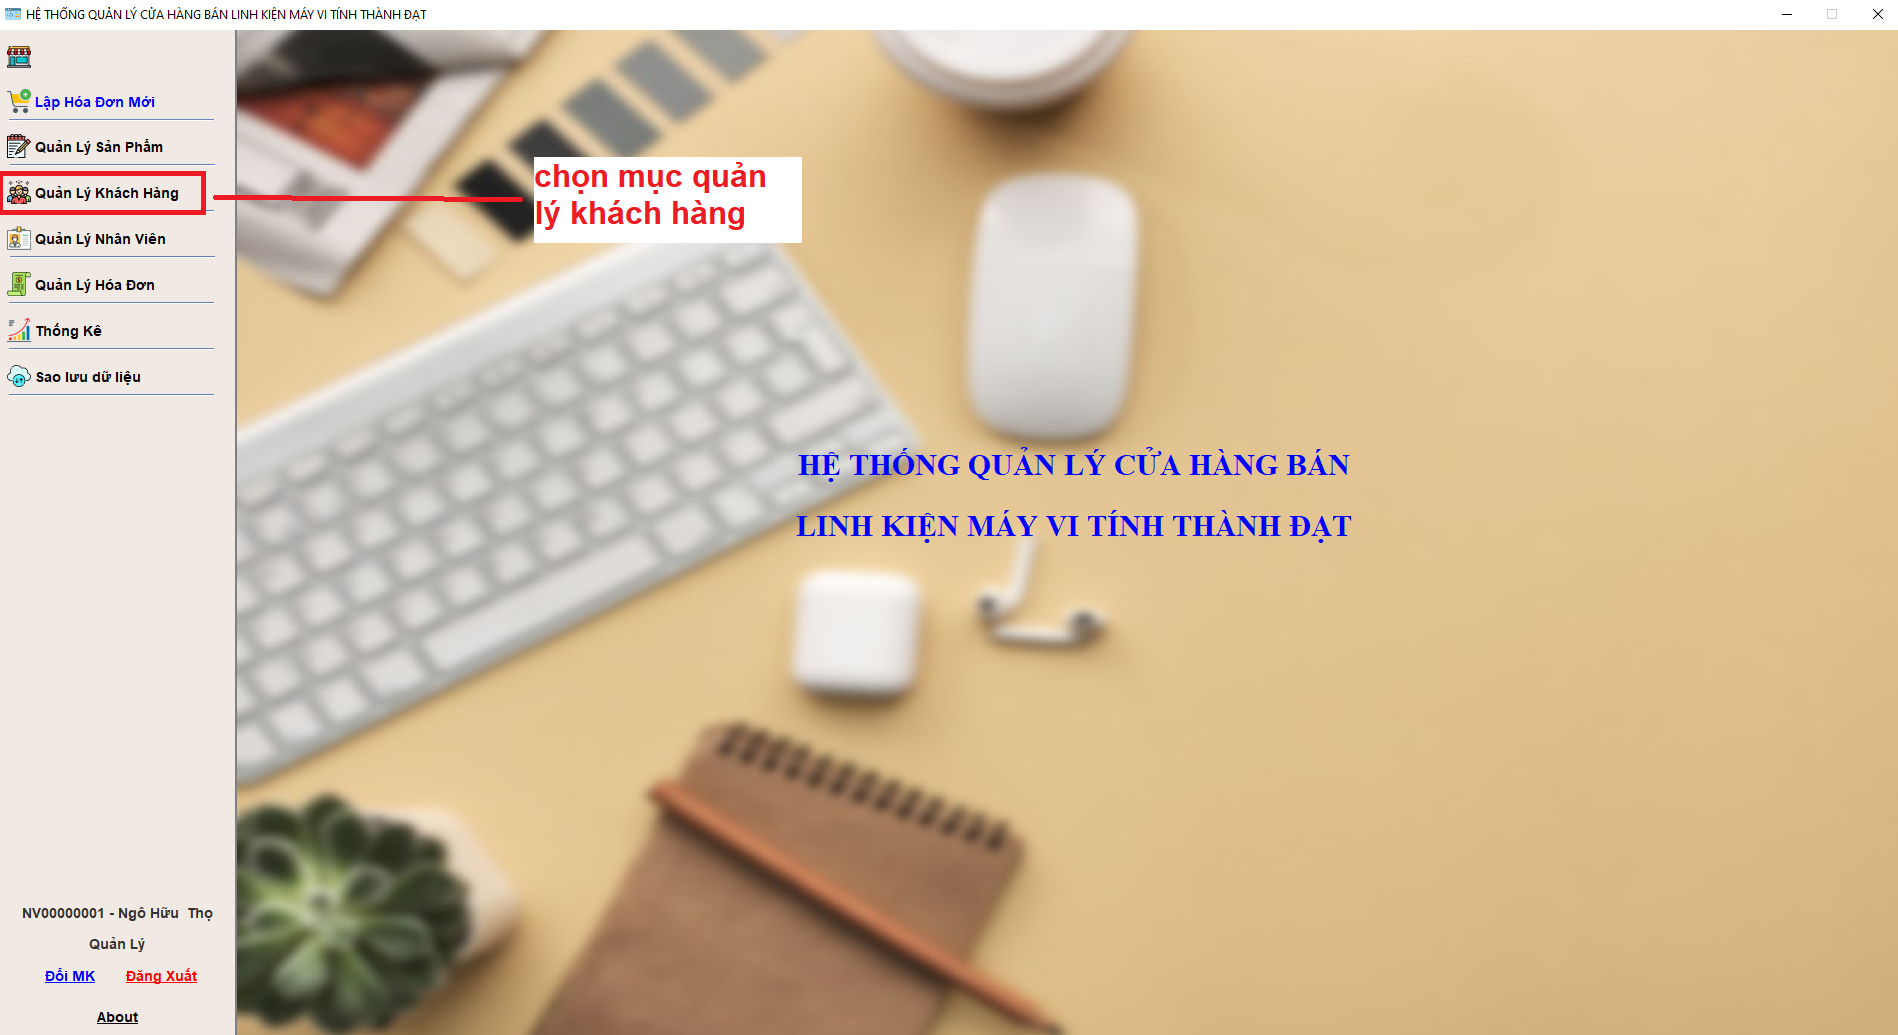 HỆ THỐNG QUẢN LÝ CỬA HÀNG BÁN LINH KIỆN MÁY VI TÍNH THÀNH ĐẠT
Lập Hóa Đơn Mới
Quản Lý Sản Phẩm
Quản Lý Khách Hàng
Quản Lý Nhân Viên
Quản Lý Hóa Đơn
Thống Kê
Sao lưu dữ liệu
chọn mục quản
lý khách hàng
HỆ THỐNG QUẢN LÝ CỬA HÀNG BÁN
LINH KIỆN MÁY VI TÍNH THÀNH ĐẠT
NV00000001 - Ngô Hữu  Thọ
Quản Lý
Đổi MK Đăng Xuất
About